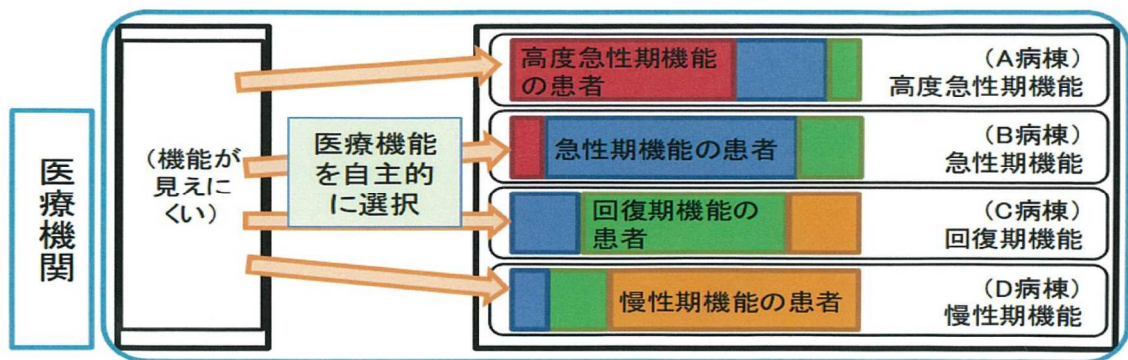 医療機関
（機能が
見えに
くい）
医療機能
を自主的
に選択
高度急性期機能
の患者
（A病棟）
高度急性期機能
急性期機能の患者
（B病棟）
急性期機能
回復期機能の
患者
（C病棟）
回復期機能
慢性期機能の患者
（D病棟）
慢性期機能